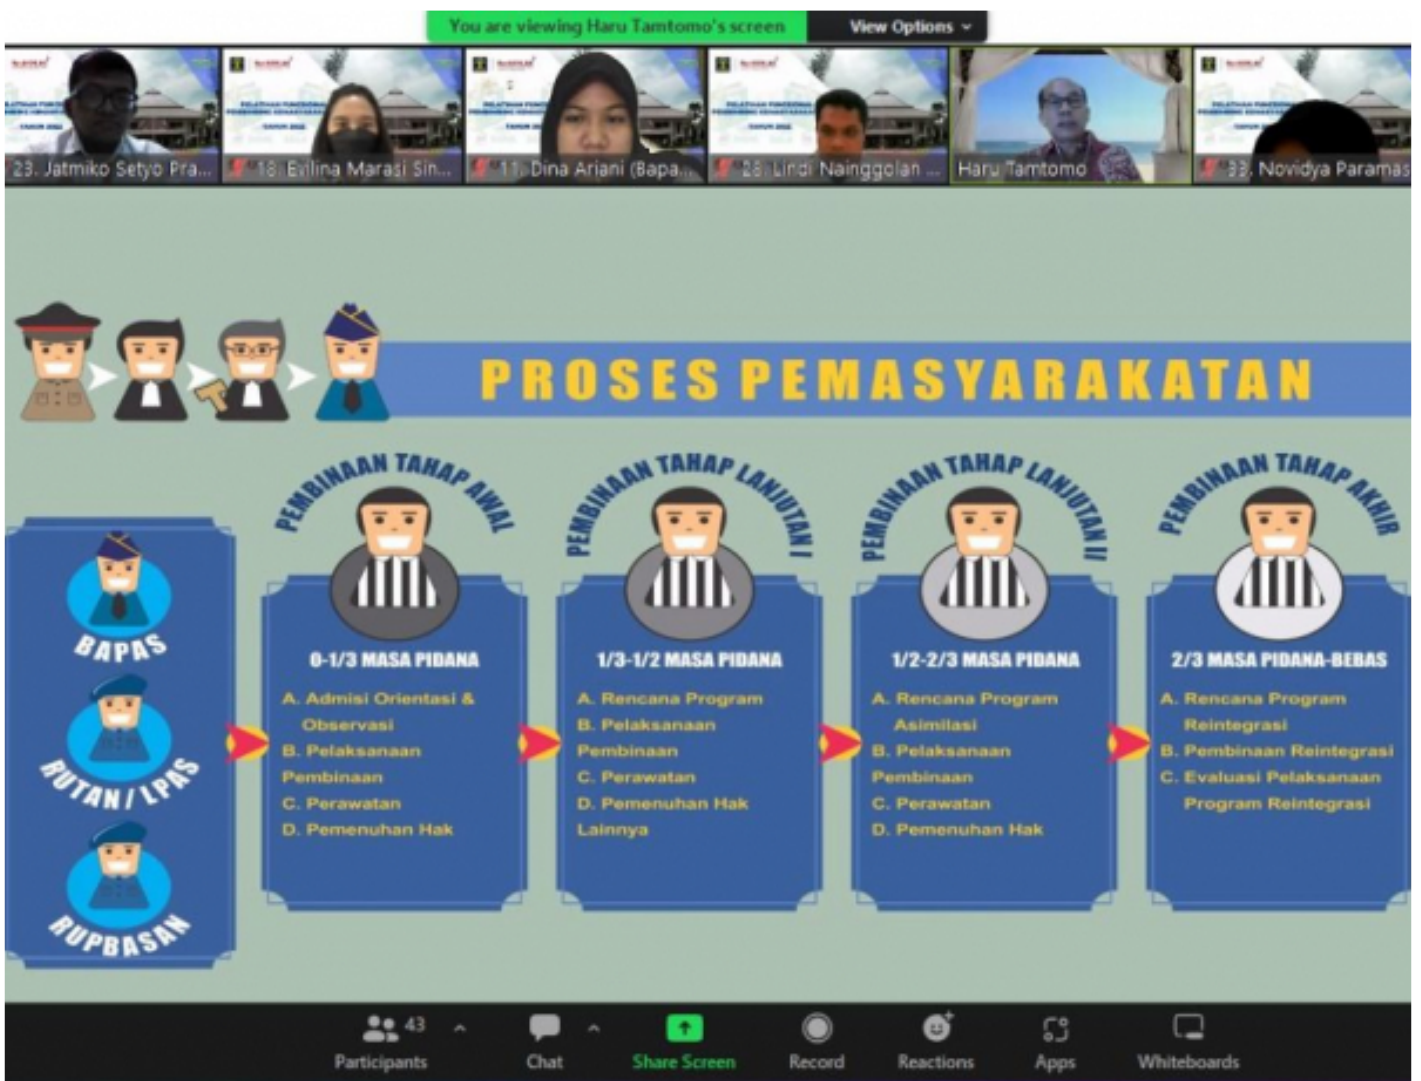 You are viewing Haru Tamtomo's screen
View Options
23. Jatmiko Setyo Pra...
18. Evilina Marasi Sin...
11. Dina Ariani (Bapa...
28. Lindi Nainggolan ...
Haru Tamtomo
33. Novidya Paramas
PROSES PEMASYARAKATAN
BAPAS
RUTAN / LPAS
RUPBASAN
PEMBINAAN TAHAP AWAL
0-1/3 MASA PIDANA
A. Admisi Orientasi &
Observasi
B. Pelaksanaan
Pembinaan
C. Perawatan
D. Pemenuhan Hak
PEMBINAAN TAHAP LANJUTAN I
1/3-1/2 MASA PIDANA
A. Rencana Program
B. Pelaksanaan
Pembinaan
C. Perawatan
D. Pemenuhan Hak
Lainnya
PEMBINAAN TAHAP LANJUTAN II
1/2-2/3 MASA PIDANA
A. Rencana Program
Asimilasi
B. Pelaksanaan
Pembinaan
C. Perawatan
D. Pemenuhan Hak
PEMBINAAN TAHAP AKHIR
2/3 MASA PIDANA-BEBAS
A. Rencana Program
Reintegrasi
B. Pembinaan Reintegrasi
C. Evaluasi Pelaksanaan
Program Reintegrasi
43
Participants
Chat
Share Screen
Record
Reactions
Apps
Whiteboards